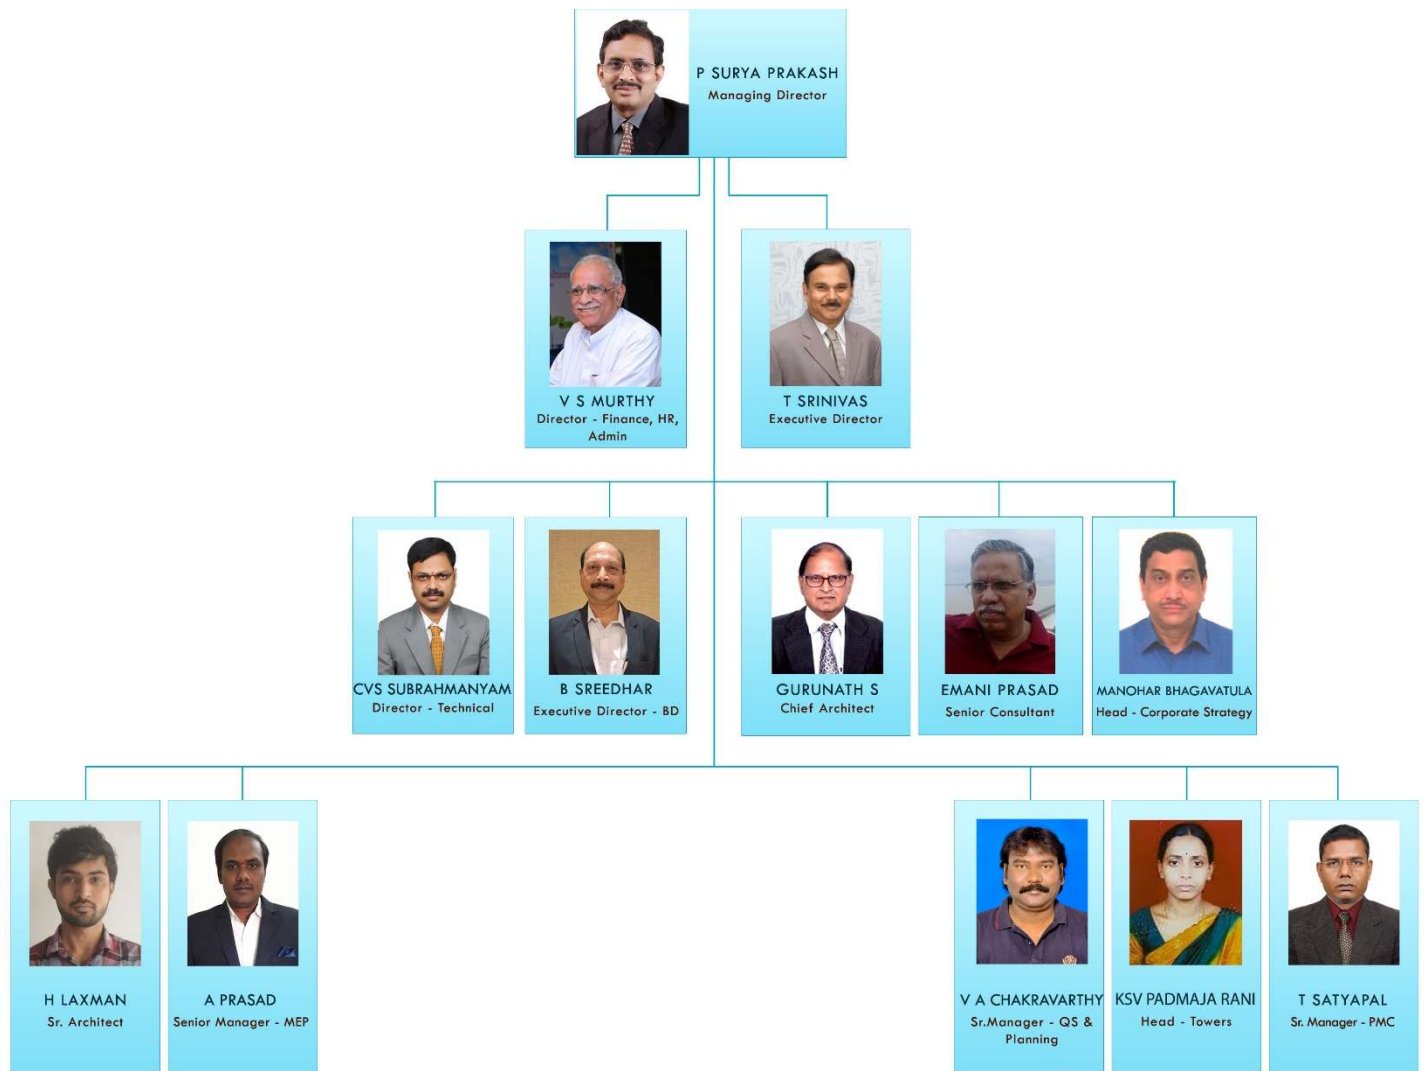 P SURYA PRAKASH
Managing Director
V S MURTHY
Director - Finance, HR,
Admin
T SRINIVAS
Executive Director
CVS SUBRAHMANYAM
Director - Technical
B SREEDHAR
Executive Director - BD
GURUNATH S
Chief Architect
EMANI PRASAD
Senior Consultant
MANOHAR BHAGAVATULA
Head - Corporate Strategy
H LAXMAN
Sr. Architect
A PRASAD
Senior Manager - MEP
V A CHAKRAVARTHY
Sr.Manager - QS &
Planning
KSV PADMAJA RANI
Head - Towers
T SATYAPAL
Sr. Manager - PMC